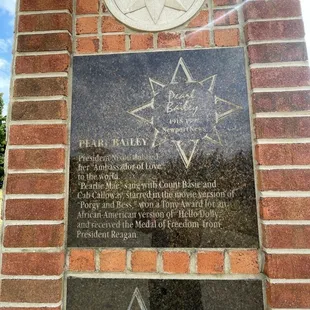 Pearl
Bailey
1918
Newport News
PEARL BAILEY
President Nixon dubbed
her "Ambassador of Love"
to the world.
"Pearlie Mae" sang with Count Basie and
Cab Calloway, starred in the movie version of
"Porgy and Bess," won a Tony Award for an
African-American version of "Hello Dolly,"
and received the Medal of Freedom from
President Reagan.